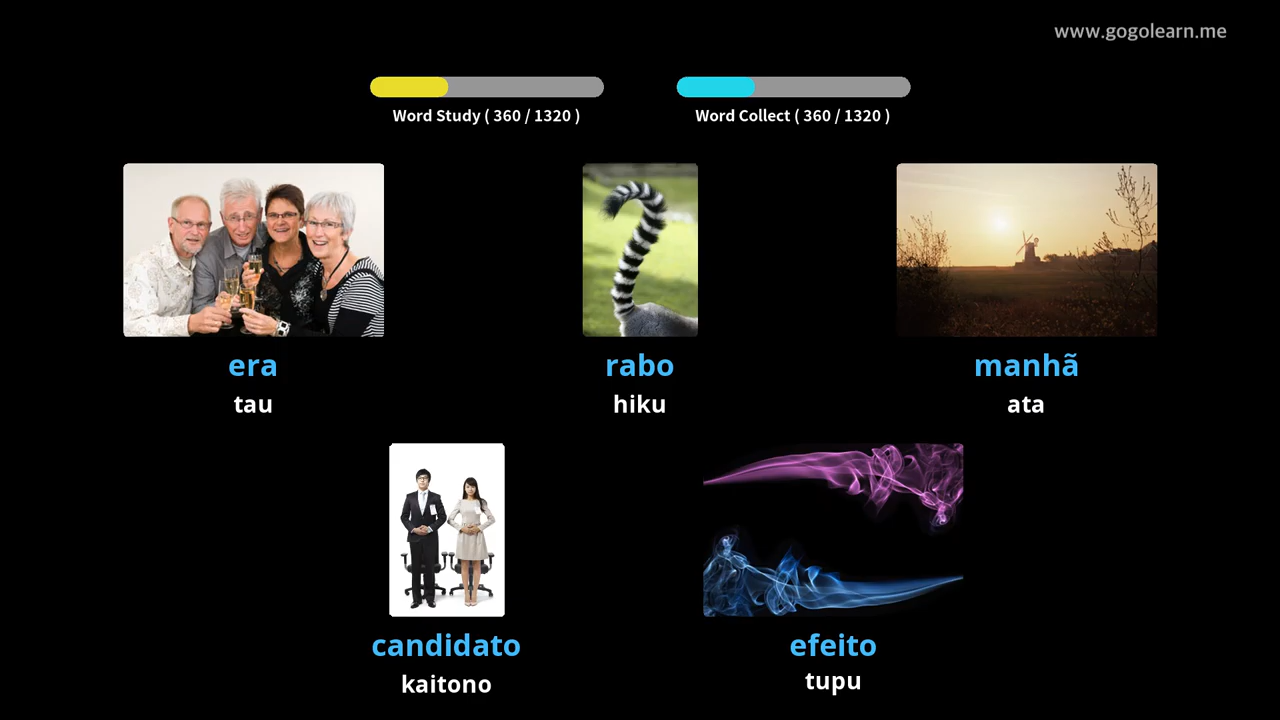 www.gogolearn.me
Word Study ( 360 / 1320 )
Word Collect ( 360 / 1320 )
era
tau
rabo
hiku
manhã
ata
candidato
kaitono
efeito
tupu